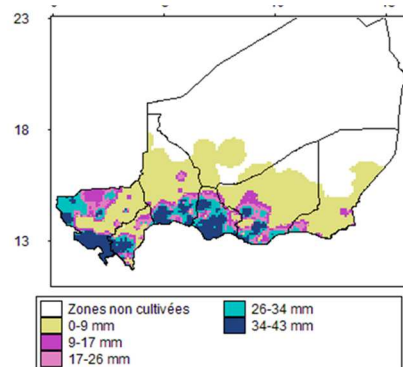 23
18
13
Zones non cultivées
0-9 mm
9-17 mm
17-26 mm
26-34 mm
34-43 mm